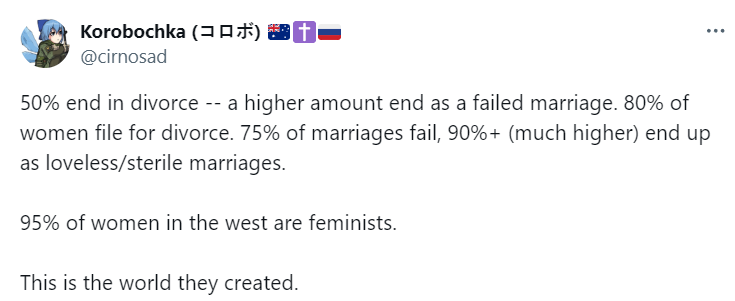 Korobochka (コロボ) 🇦🇺✝️🇷🇺
@cirnosad
50% end in divorce -- a higher amount end as a failed marriage. 80% of
women file for divorce. 75% of marriages fail, 90%+ (much higher) end up
as loveless/sterile marriages.
95% of women in the west are feminists.
This is the world they created.